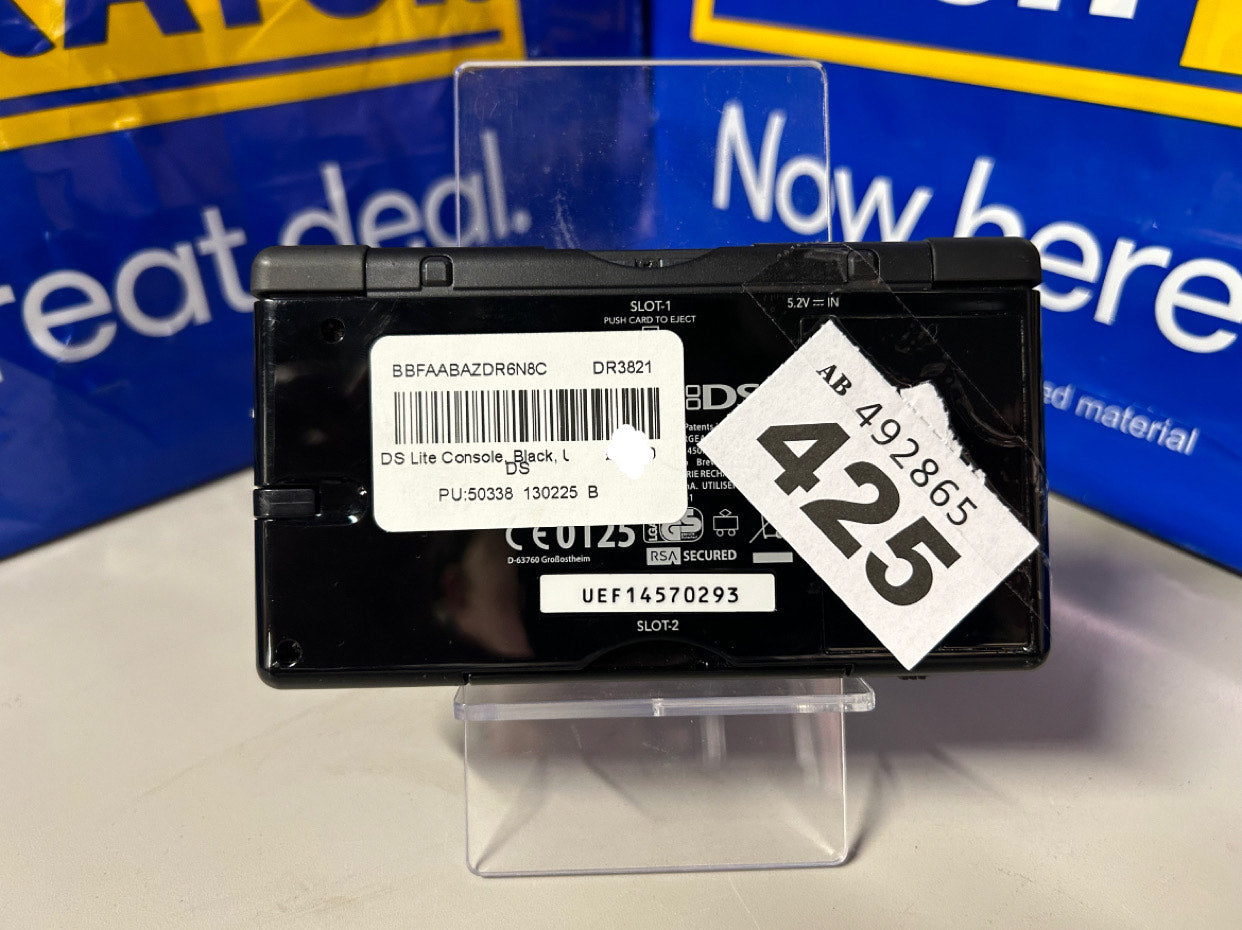 eat deal.
Now here
ed material
SLOT-1
PUSH CARD TO EJECT
5.2V ⎓ IN
BBFAABAZDR6N8C DR3821
DS Lite Console, Black,
DS
PU:50338 130225 B
DS
Patents
AB 492865
425
CE0125
D-63760 Großostheim
LGA
GS
RSA SECURED
UEF14570293
SLOT-2